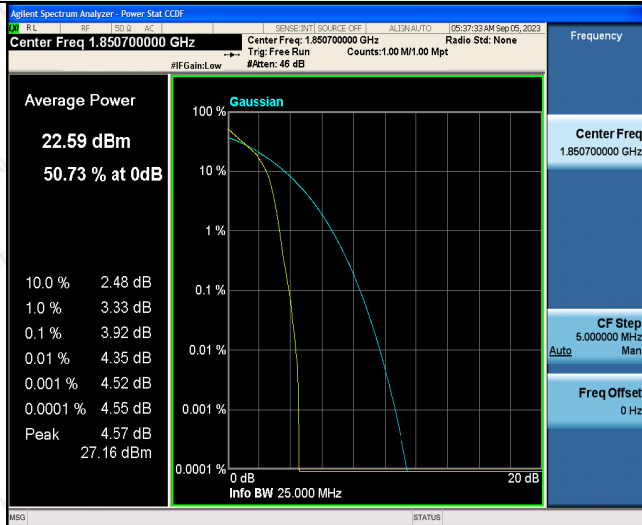 Agilent Spectrum Analyzer - Power Stat CCDF
LXI RL RF 50 Ω AC SENSE:INT SOURCE OFF ALIGN AUTO 05:37:33 AM Sep 05, 2023
Center Freq 1.850700000 GHz
Center Freq: 1.850700000 GHz Radio Std: None
Trig: Free Run Counts:1.00 M/1.00 Mpt
#IFGain:Low #Atten: 46 dB
Average Power
22.59 dBm
50.73 % at 0dB
10.0 % 2.48 dB
1.0 % 3.33 dB
0.1 % 3.92 dB
0.01 % 4.35 dB
0.001 % 4.52 dB
0.0001 % 4.55 dB
Peak 4.57 dB
27.16 dBm
Gaussian
100 %
10 %
1 %
0.1 %
0.01 %
0.001 %
0.0001 %
0 dB 20 dB
Info BW 25.000 MHz
Frequency
Center Freq
1.850700000 GHz
CF Step
5.000000 MHz
Auto Man
Freq Offset
0 Hz
MSG STATUS